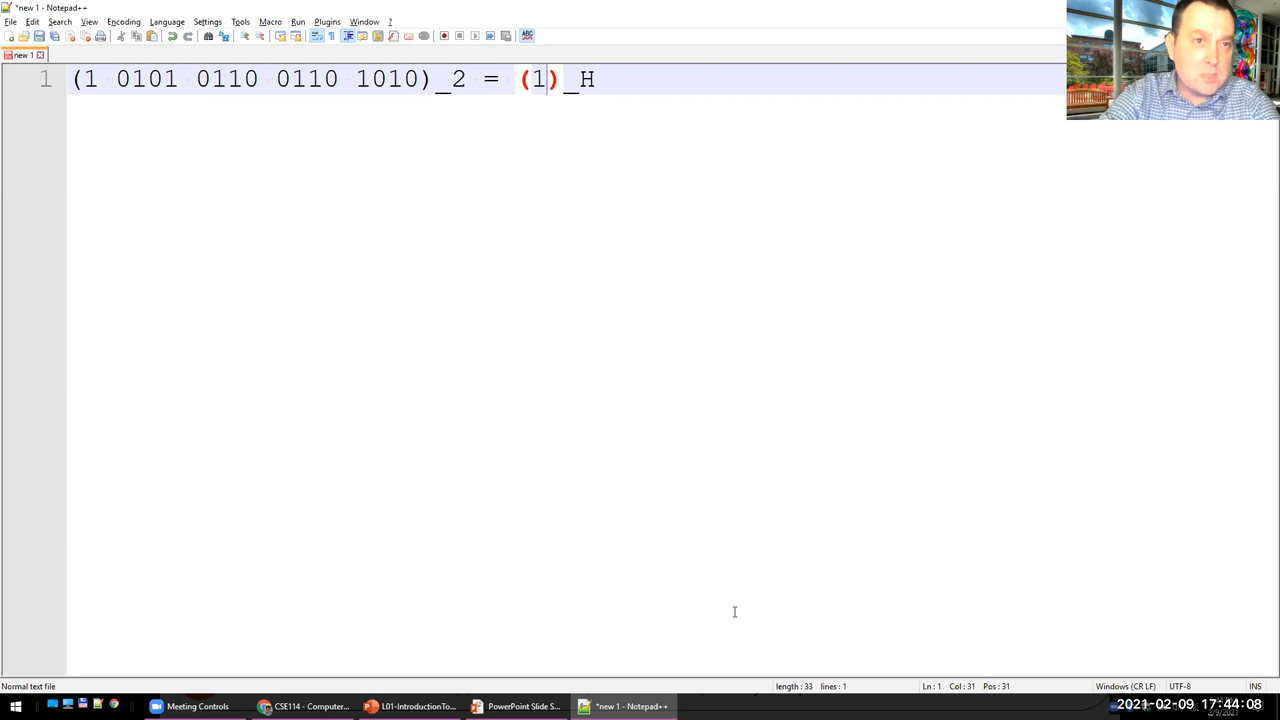 *new 1 - Notepad++
File Edit Search View Encoding Language Settings Tools Macro Run Plugins Window ?
new 1
1 (1 0101 0110 0110 1010)_2 = (1)_H
Normal text file length : 33 lines : 1 Ln : 1 Col : 31 Pos : 31 Windows (CR LF) UTF-8 INS
Meeting Controls CSE114 - Computer... L01-IntroductionTo... PowerPoint Slide S... *new 1 - Notepad++
2021-02-09 17:44:08
2/9/2021